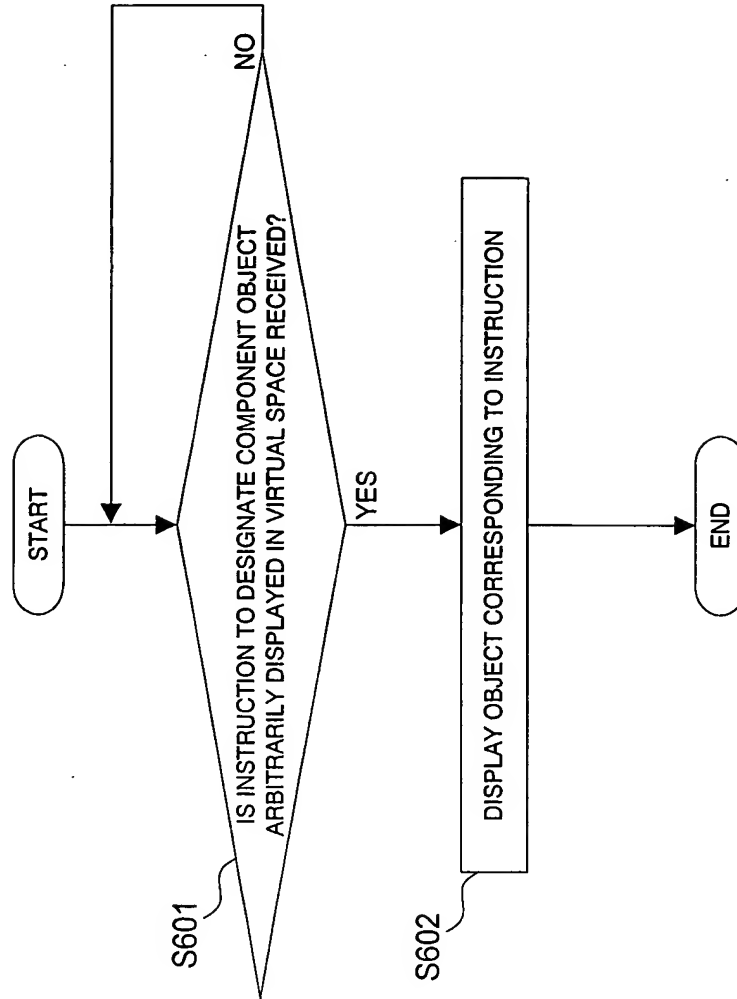 START
NO
S601
IS INSTRUCTION TO DESIGNATE COMPONENT OBJECT
ARBITRARILY DISPLAYED IN VIRTUAL SPACE RECEIVED?
YES
S602
DISPLAY OBJECT CORRESPONDING TO INSTRUCTION
END